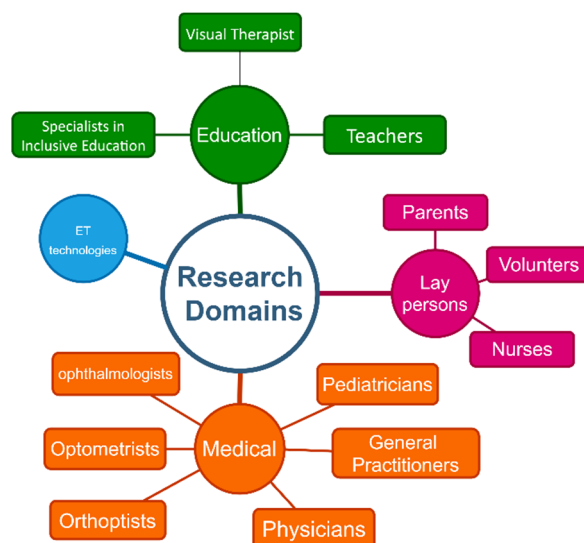 Visual Therapist
Specialists in
Inclusive Education
Education
Teachers
ET
technologies
Research
Domains
Parents
Lay
persons
Volunters
Nurses
ophthalmologists
Pediatricians
Optometrists
Medical
General
Practitioners
Orthoptists
Physicians